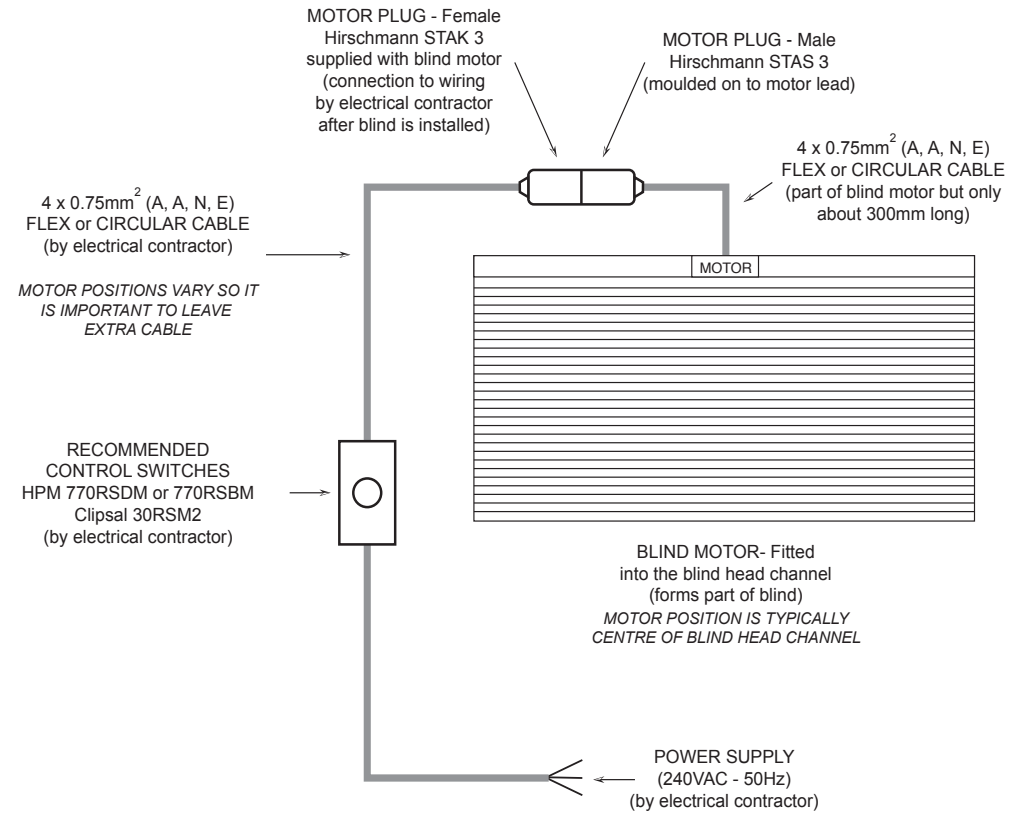 MOTOR PLUG - Female
Hirschmann STAK 3
supplied with blind motor
(connection to wiring
by electrical contractor
after blind is installed)
MOTOR PLUG - Male
Hirschmann STAS 3
(moulded on to motor lead)
4 x 0.75mm² (A, A, N, E)
FLEX or CIRCULAR CABLE
(part of blind motor but only
about 300mm long)
4 x 0.75mm² (A, A, N, E)
FLEX or CIRCULAR CABLE
(by electrical contractor)
MOTOR POSITIONS VARY SO IT
IS IMPORTANT TO LEAVE
EXTRA CABLE
MOTOR
RECOMMENDED
CONTROL SWITCHES
HPM 770RSDM or 770RSBM
Clipsal 30RSM2
(by electrical contractor)
BLIND MOTOR- Fitted
into the blind head channel
(forms part of blind)
MOTOR POSITION IS TYPICALLY
CENTRE OF BLIND HEAD CHANNEL
POWER SUPPLY
(240VAC - 50Hz)
(by electrical contractor)